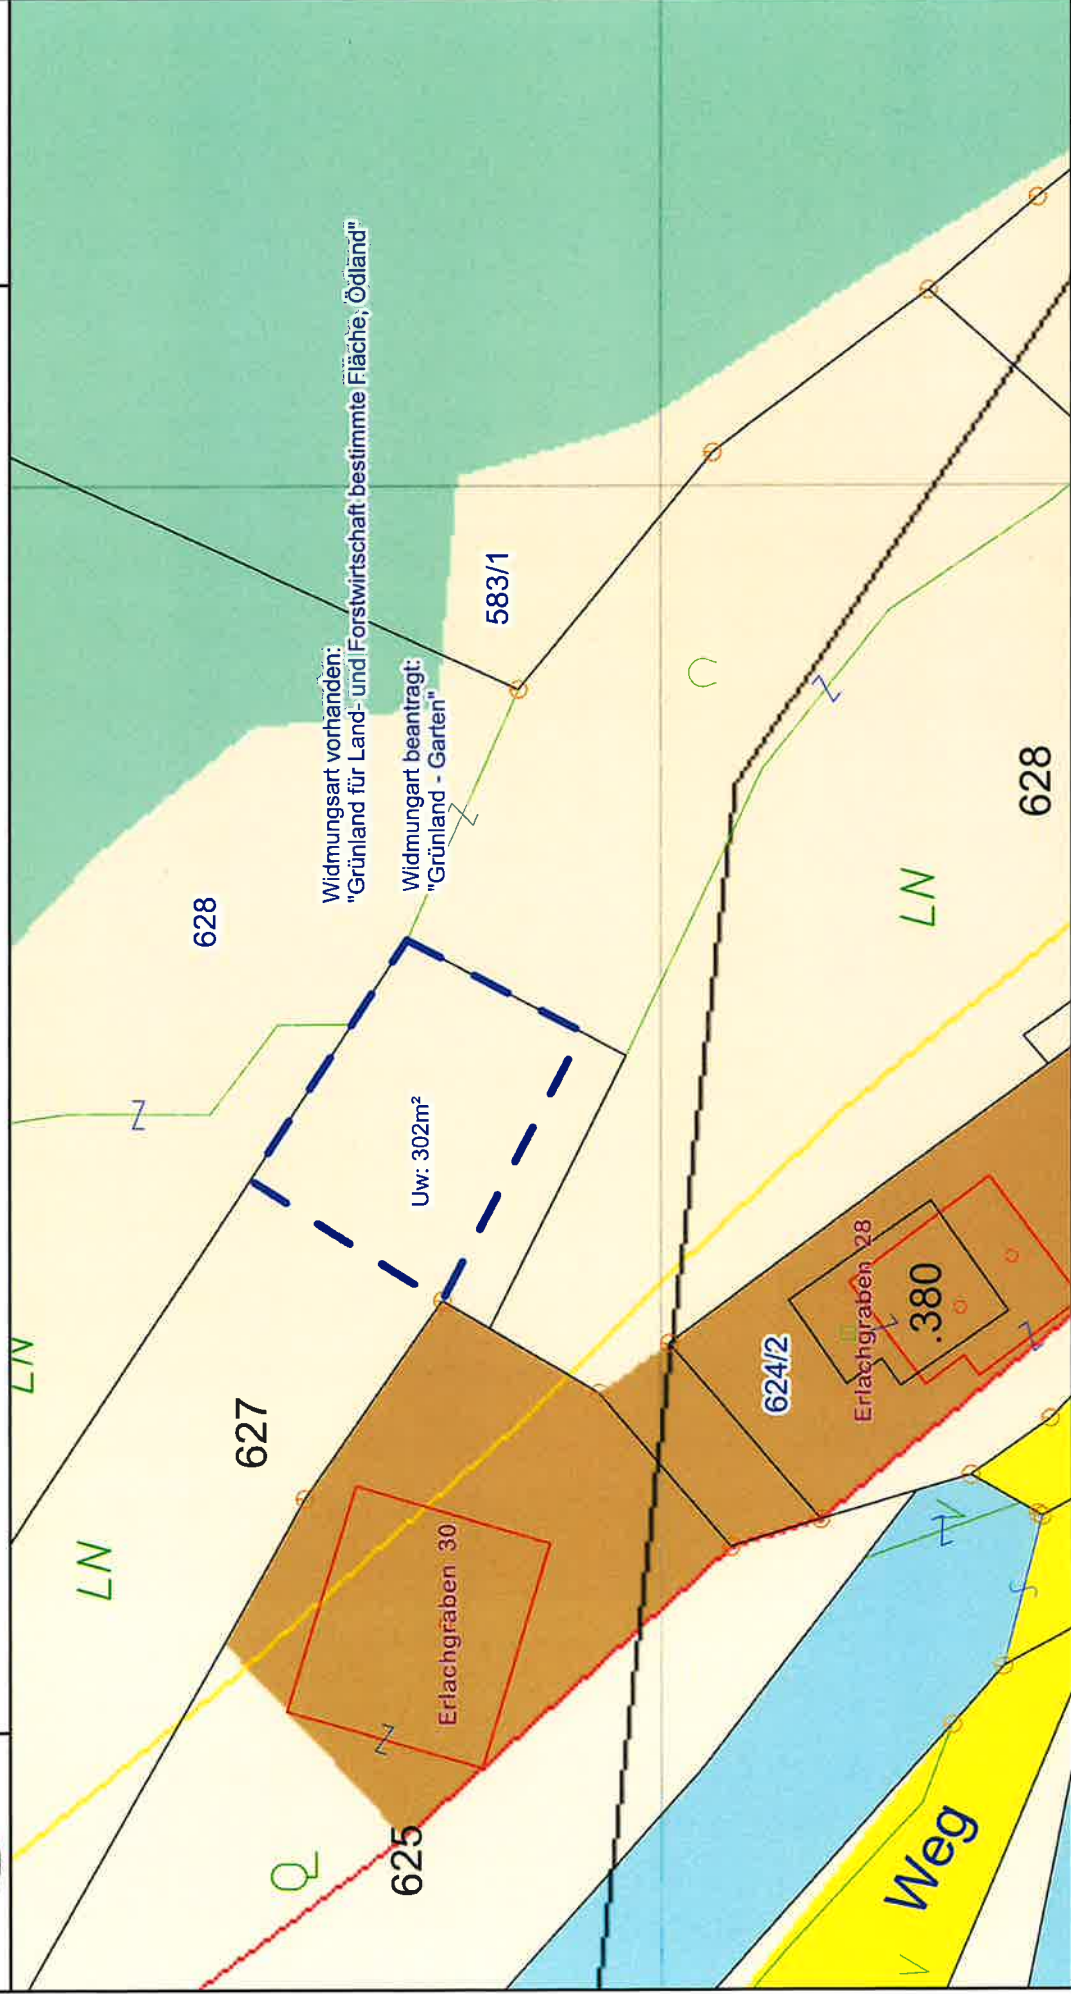 Widmungsart vorhanden:
"Grünland für Land- und Forstwirtschaft bestimmte Fläche, Ödland"
Widmungart beantragt:
"Grünland - Garten"
628
583/1
Uw: 302m²
LN
LN
627
LN
628
624/2
Erlachgraben 28
.380
Erlachgraben 30
625
Weg